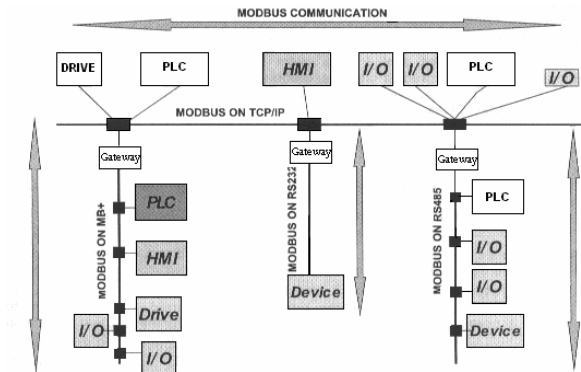 MODBUS COMMUNICATION
DRIVE
PLC
HMI
I/O
I/O
PLC
I/O
MODBUS ON TCP/IP
Gateway
Gateway
Gateway
MODBUS ON MB+
PLC
HMI
Drive
I/O
I/O
MODBUS ON RS232
Device
MODBUS ON RS485
PLC
I/O
I/O
Device